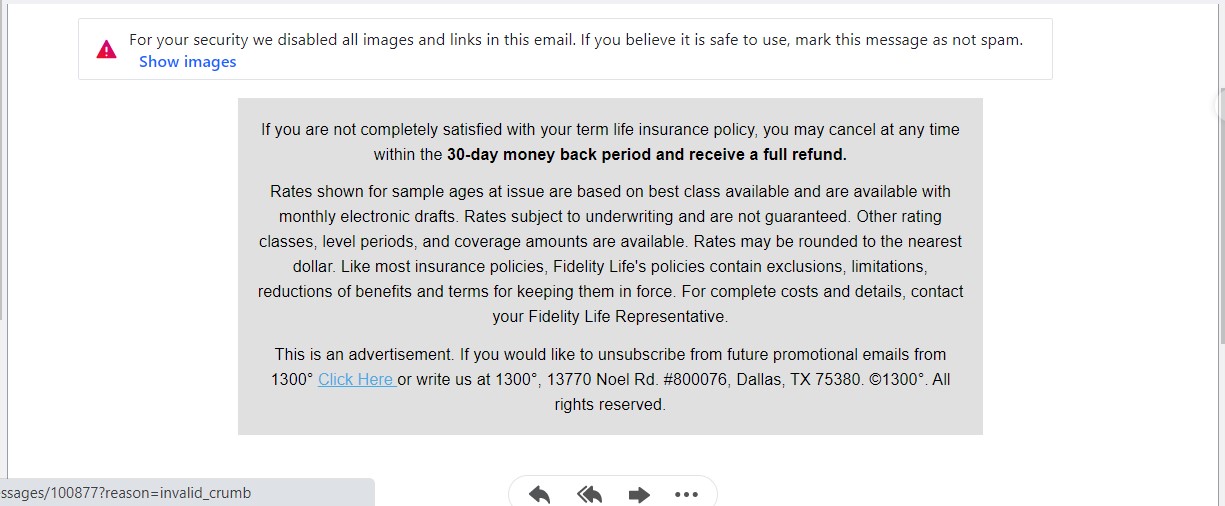 For your security we disabled all images and links in this email. If you believe it is safe to use, mark this message as not spam.
Show images
If you are not completely satisfied with your term life insurance policy, you may cancel at any time
within the 30-day money back period and receive a full refund.
Rates shown for sample ages at issue are based on best class available and are available with
monthly electronic drafts. Rates subject to underwriting and are not guaranteed. Other rating
classes, level periods, and coverage amounts are available. Rates may be rounded to the nearest
dollar. Like most insurance policies, Fidelity Life's policies contain exclusions, limitations,
reductions of benefits and terms for keeping them in force. For complete costs and details, contact
your Fidelity Life Representative.
This is an advertisement. If you would like to unsubscribe from future promotional emails from
1300° Click Here or write us at 1300°, 13770 Noel Rd. #800076, Dallas, TX 75380. ©1300°. All
rights reserved.
ssages/100877?reason=invalid_crumb